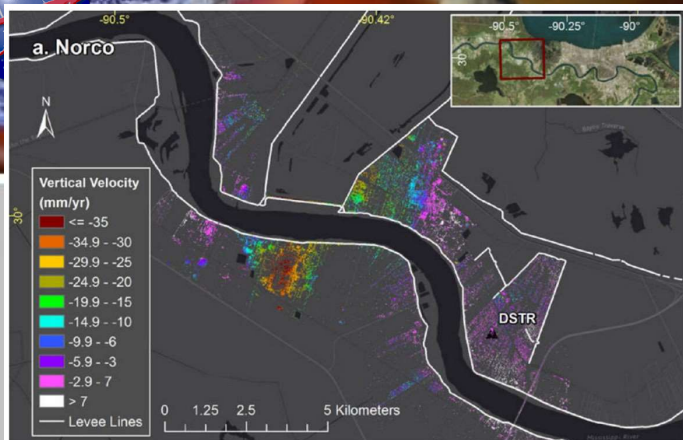 -90.5°
-90.42°
a. Norco
-90.5° -90.25° -90°
30°
N
Vertical Velocity
(mm/yr)
<= -35
-34.9 - -30
-29.9 - -25
-24.9 - -20
-19.9 - -15
-14.9 - -10
-9.9 - -6
-5.9 - -3
-2.9 - 7
> 7
Levee Lines
30°
DSTR
0 1.25 2.5 5 Kilometers